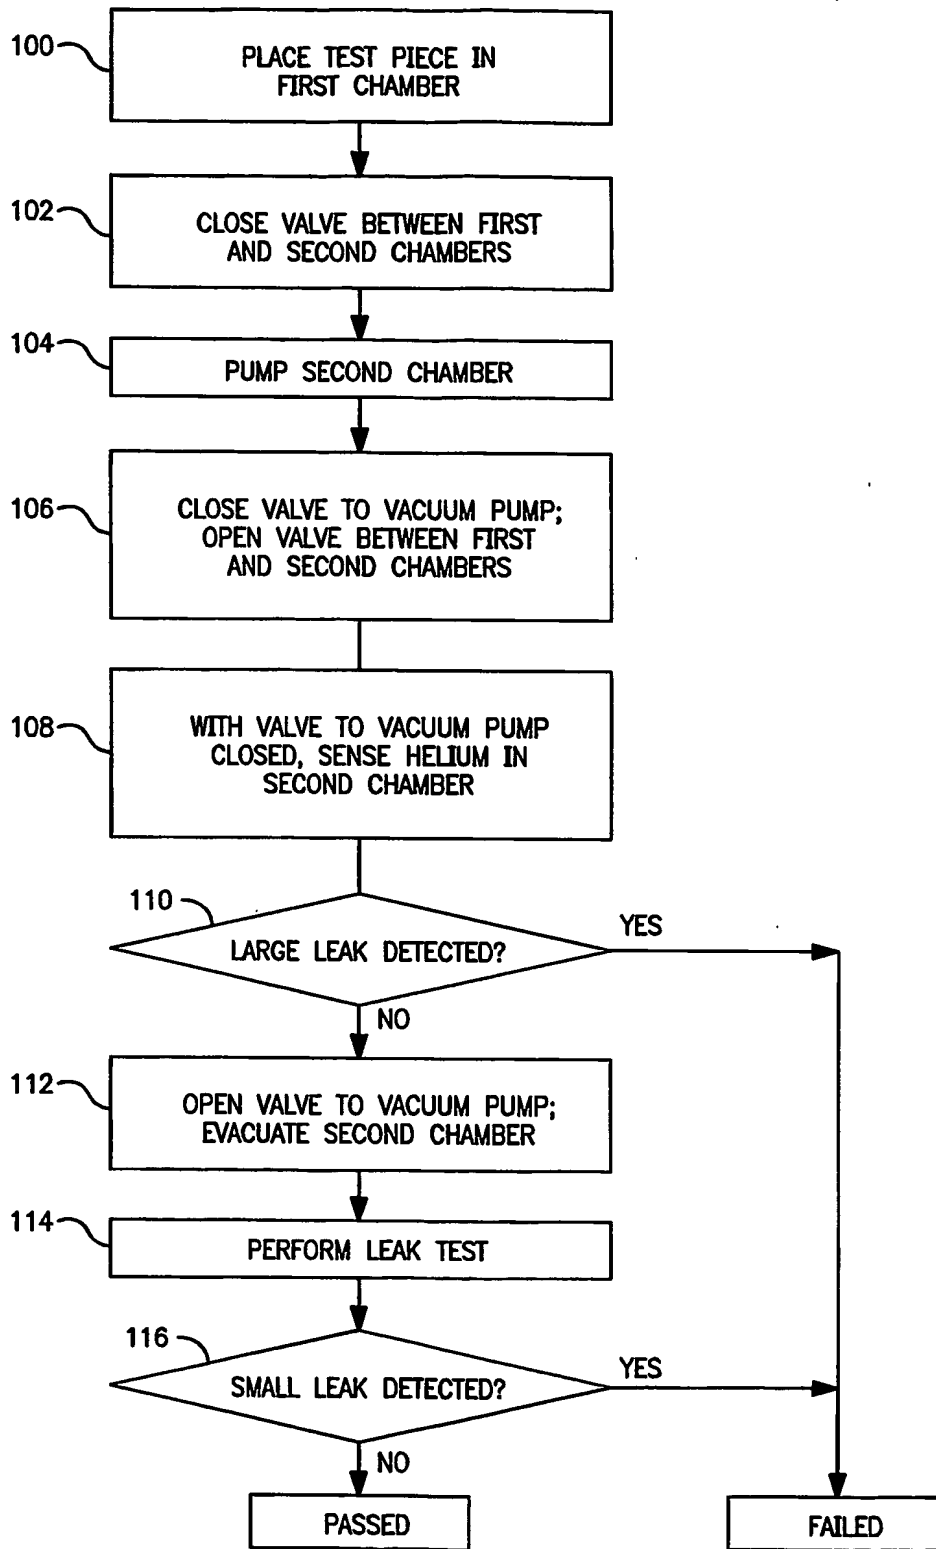 100
PLACE TEST PIECE IN
FIRST CHAMBER
102
CLOSE VALVE BETWEEN FIRST
AND SECOND CHAMBERS
104
PUMP SECOND CHAMBER
106
CLOSE VALVE TO VACUUM PUMP;
OPEN VALVE BETWEEN FIRST
AND SECOND CHAMBERS
108
WITH VALVE TO VACUUM PUMP
CLOSED, SENSE HELIUM IN
SECOND CHAMBER
110
LARGE LEAK DETECTED?
YES
NO
112
OPEN VALVE TO VACUUM PUMP;
EVACUATE SECOND CHAMBER
114
PERFORM LEAK TEST
116
SMALL LEAK DETECTED?
YES
NO
PASSED
FAILED